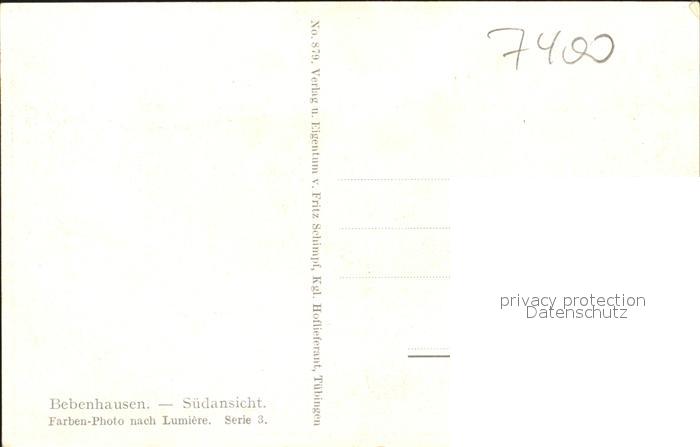 7400
No. 879. Verlag u. Eigentum v. Fritz Schimpf, Kgl. Hoflieferant, Tübingen
privacy protection
Datenschutz
Bebenhausen. — Südansicht.
Farben-Photo nach Lumière. Serie 3.